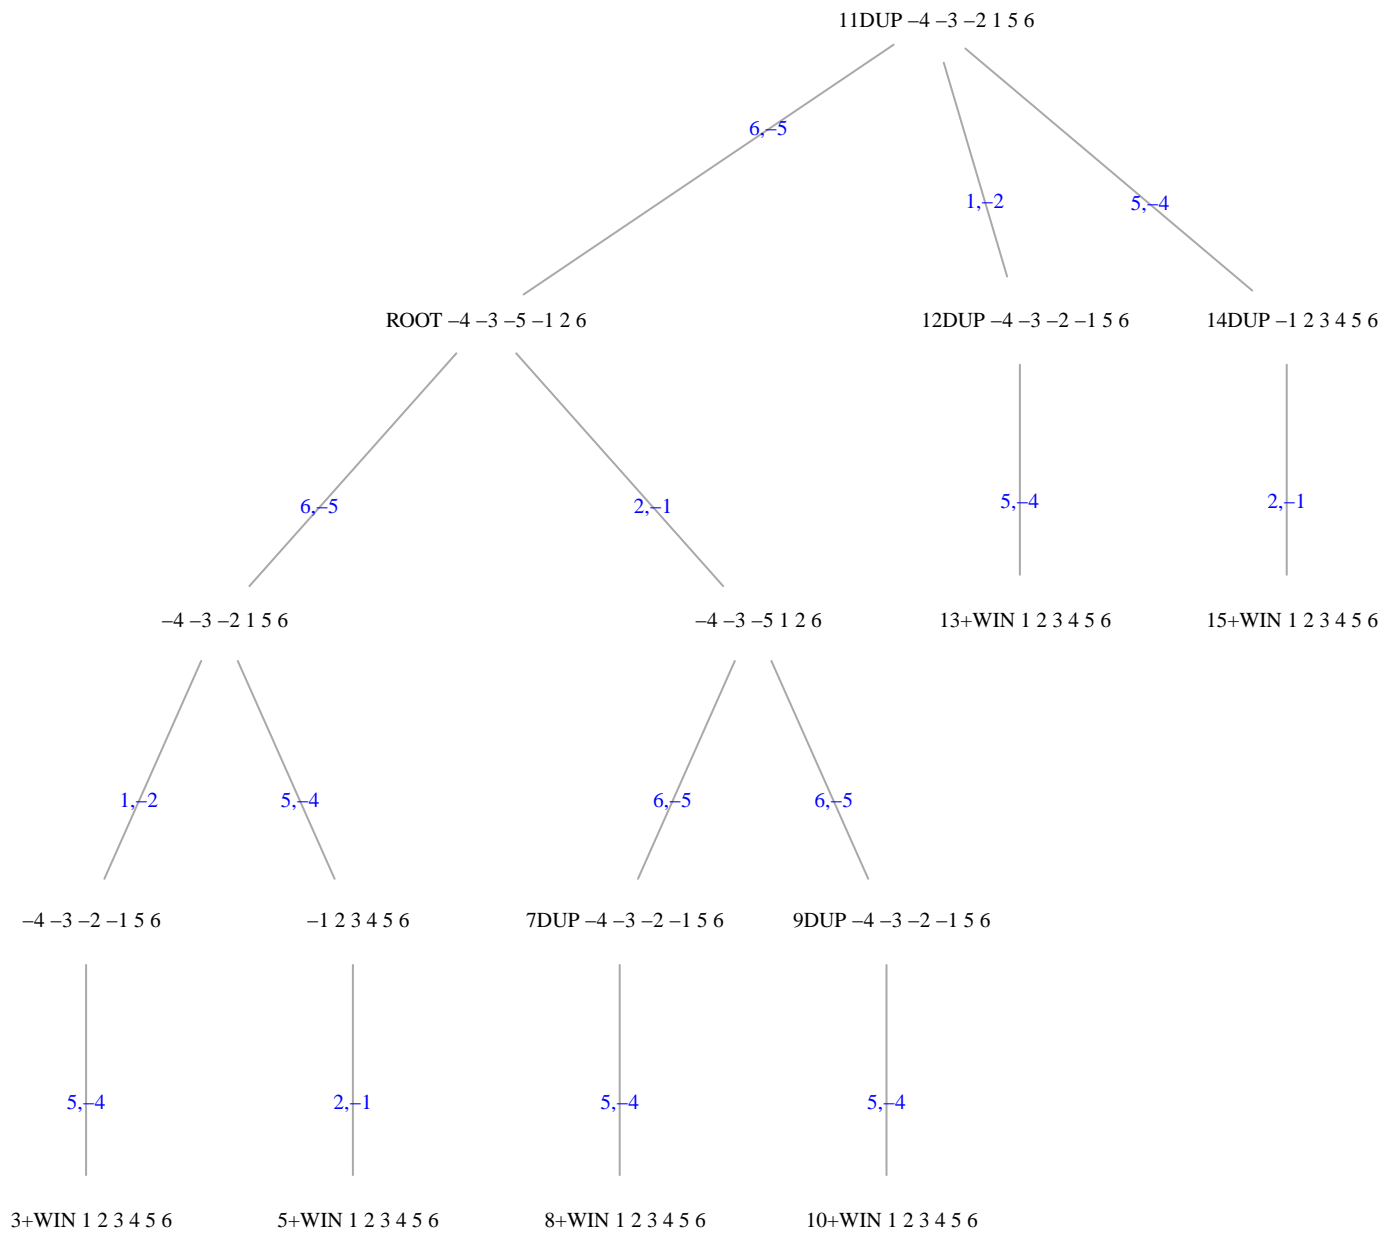 11DUP –4 –3 –2 1 5 6
6,–5
1,–2
5,–4
ROOT –4 –3 –5 –1 2 6
12DUP –4 –3 –2 –1 5 6
14DUP –1 2 3 4 5 6
6,–5
2,–1
5,–4
2,–1
–4 –3 –2 1 5 6
–4 –3 –5 1 2 6
13+WIN 1 2 3 4 5 6
15+WIN 1 2 3 4 5 6
1,–2
5,–4
6,–5
6,–5
–4 –3 –2 –1 5 6
–1 2 3 4 5 6
7DUP –4 –3 –2 –1 5 6
9DUP –4 –3 –2 –1 5 6
5,–4
2,–1
5,–4
5,–4
3+WIN 1 2 3 4 5 6
5+WIN 1 2 3 4 5 6
8+WIN 1 2 3 4 5 6
10+WIN 1 2 3 4 5 6